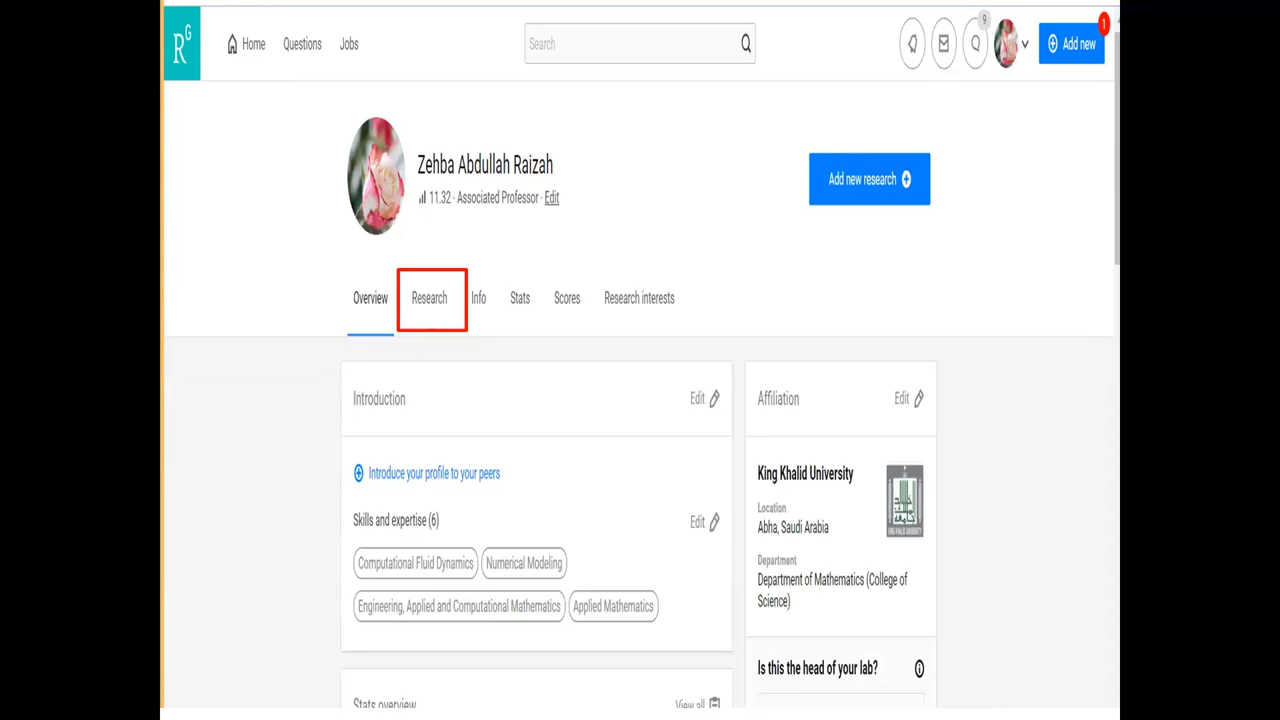 RG
Home Questions Jobs Search 9 Add new 1
Zehba Abdullah Raizah
11.32 · Associated Professor · Edit
Add new research
Overview Research Info Stats Scores Research interests
Introduction Edit
Introduce your profile to your peers
Skills and expertise (6) Edit
Computational Fluid Dynamics Numerical Modeling
Engineering, Applied and Computational Mathematics Applied Mathematics
Stats overview View all
Affiliation Edit
King Khalid University
Location
Abha, Saudi Arabia
Department
Department of Mathematics (College of
Science)
KING KHALID UNIVERSITY
Is this the head of your lab?